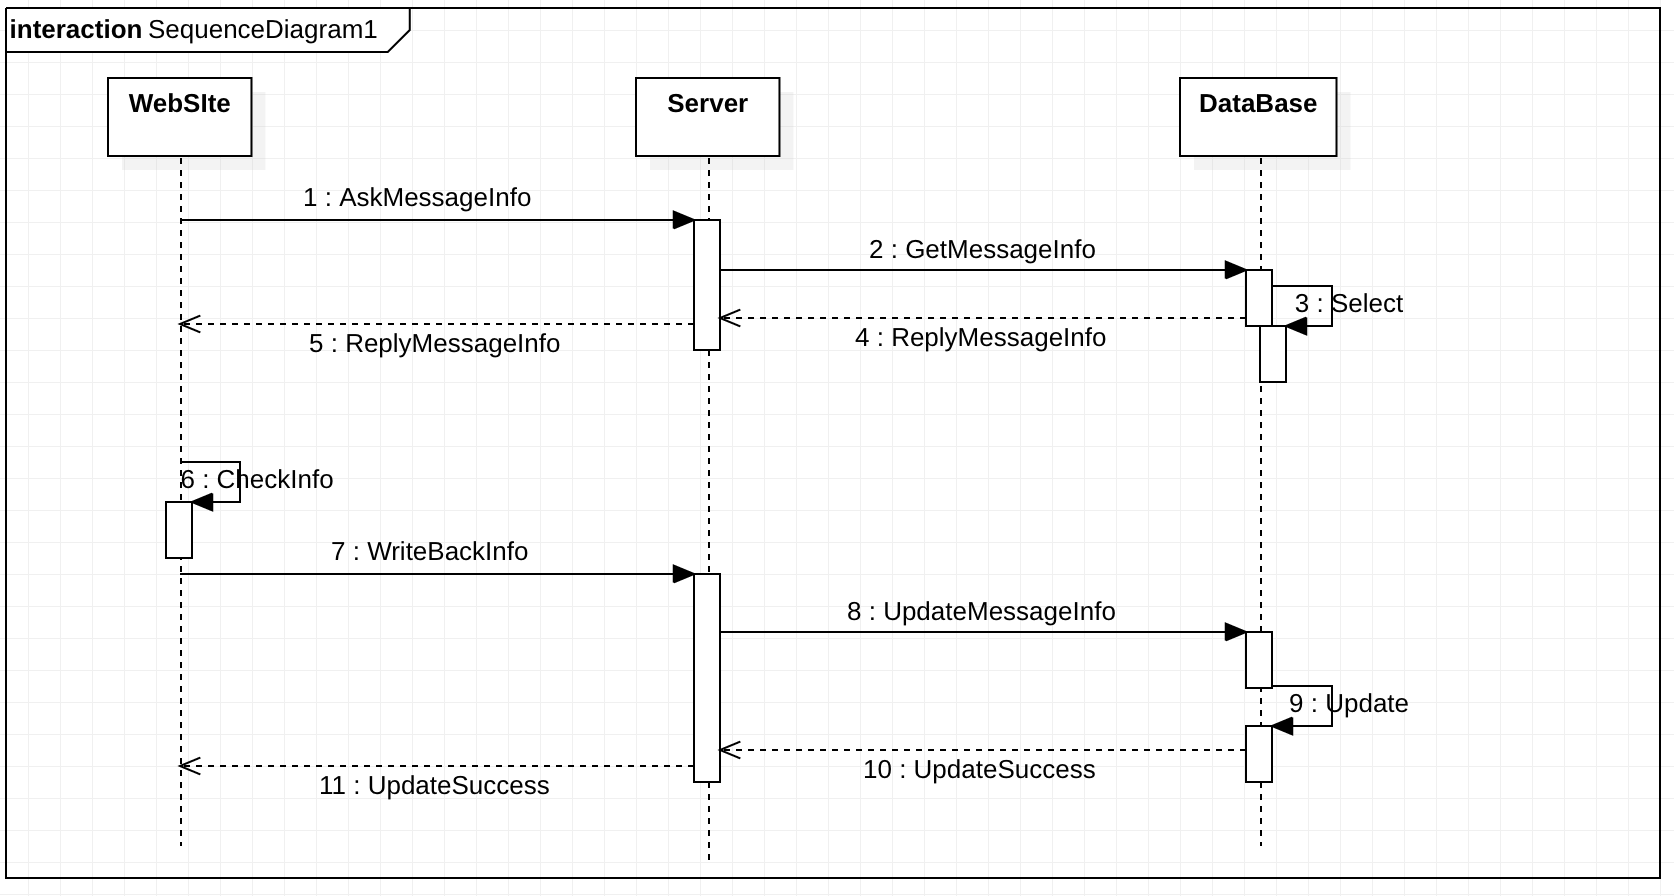 interaction SequenceDiagram1
WebSIte
Server
DataBase
1 : AskMessageInfo
2 : GetMessageInfo
3 : Select
4 : ReplyMessageInfo
5 : ReplyMessageInfo
6 : CheckInfo
7 : WriteBackInfo
8 : UpdateMessageInfo
9 : Update
10 : UpdateSuccess
11 : UpdateSuccess